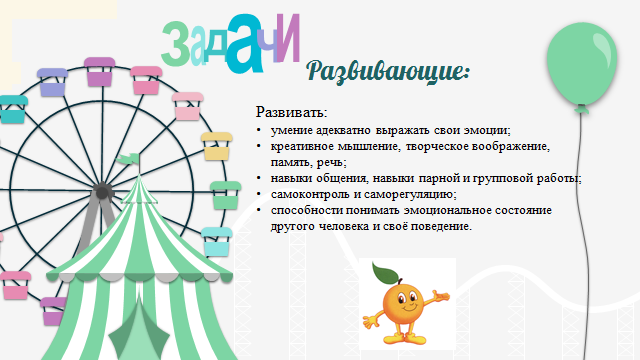 ЗаДаЧИ
Развивающие:
Развивать:
• умение адекватно выражать свои эмоции;
• креативное мышление, творческое воображение,
память, речь;
• навыки общения, навыки парной и групповой работы;
• самоконтроль и саморегуляцию;
• способности понимать эмоциональное состояние
другого человека и своё поведение.